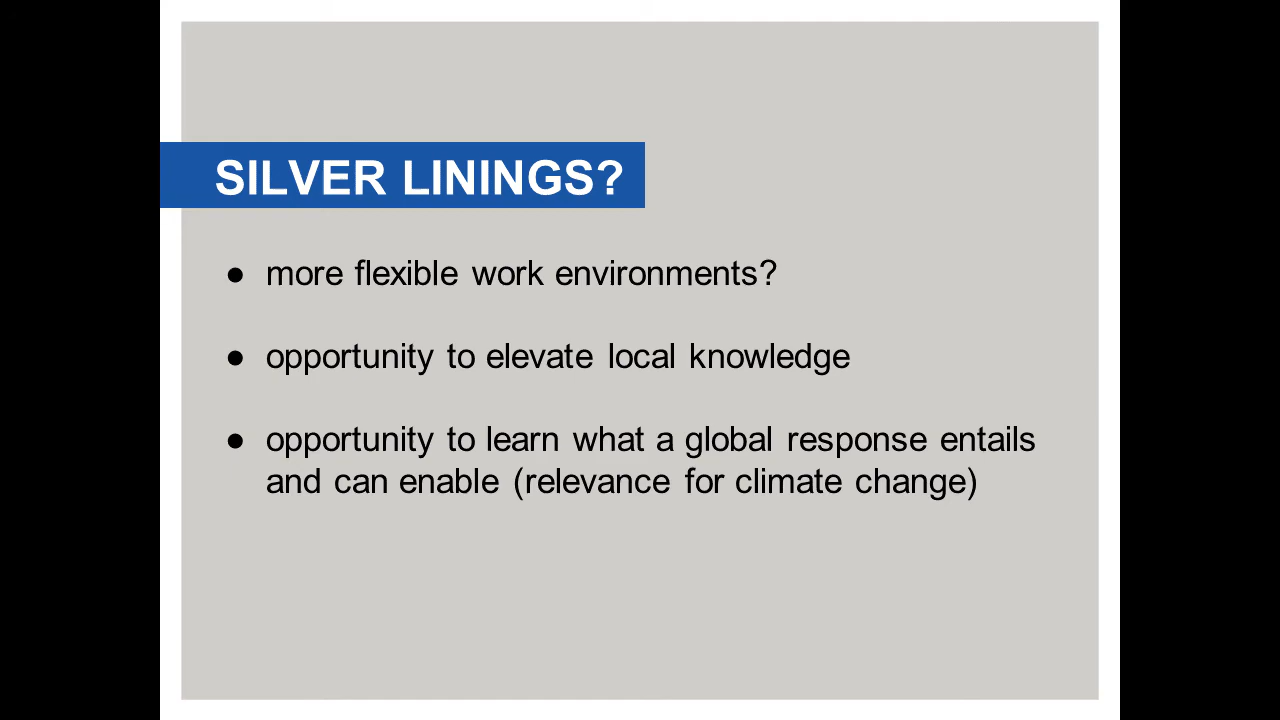 SILVER LININGS?
● more flexible work environments?
● opportunity to elevate local knowledge
● opportunity to learn what a global response entails
and can enable (relevance for climate change)